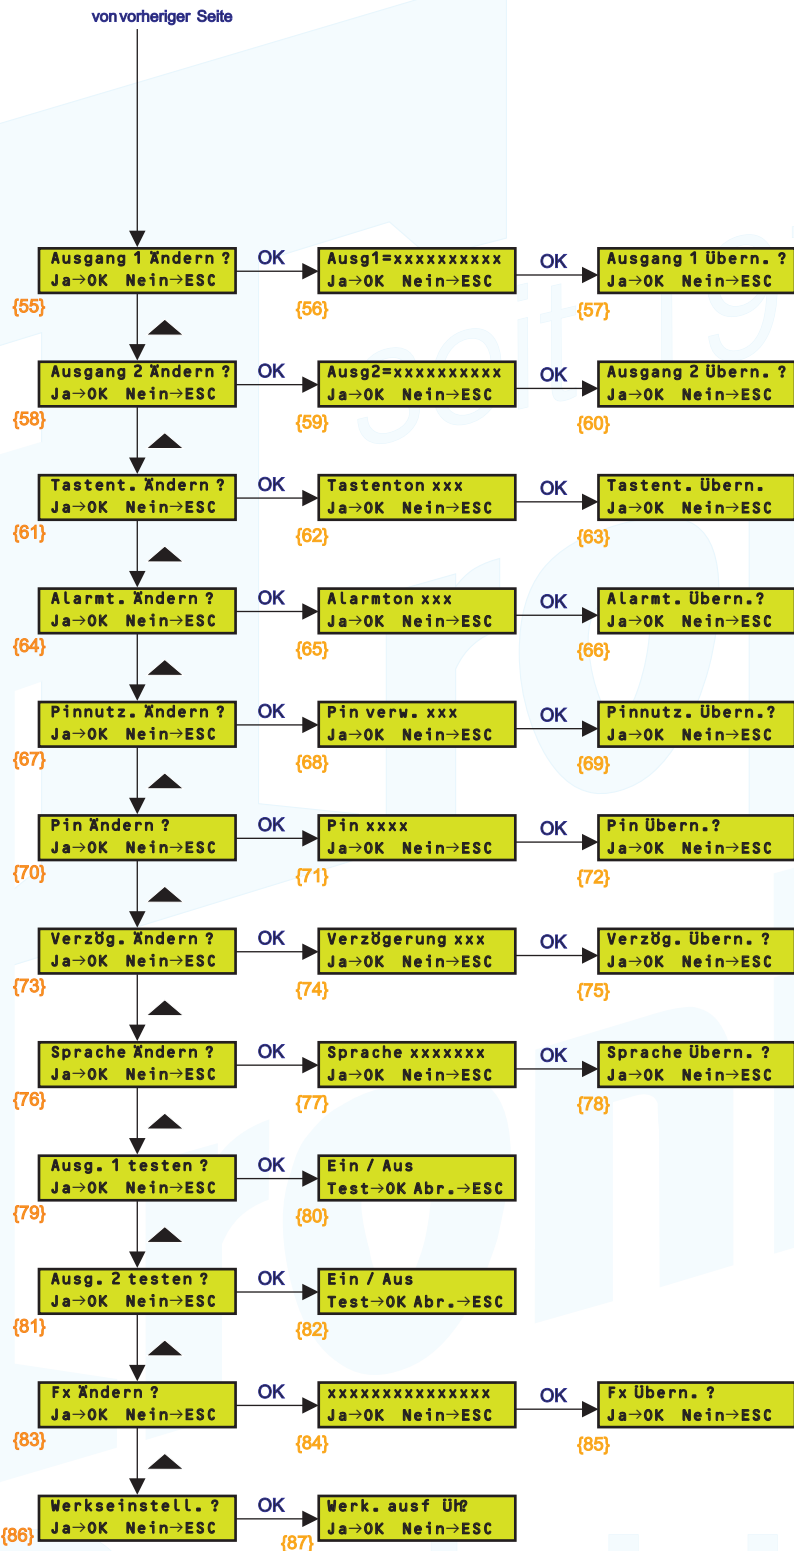 von vorheriger Seite
Ausgang 1 Ändern ?
Ja→OK Nein→ESC
{55}
OK
Ausg1=xxxxxxxxxx
Ja→OK Nein→ESC
{56}
OK
Ausgang 1 Übern. ?
Ja→OK Nein→ESC
{57}
Ausgang 2 Ändern ?
Ja→OK Nein→ESC
{58}
OK
Ausg2=xxxxxxxxxx
Ja→OK Nein→ESC
{59}
OK
Ausgang 2 Übern. ?
Ja→OK Nein→ESC
{60}
Tastent. Ändern ?
Ja→OK Nein→ESC
{61}
OK
Tastenton xxx
Ja→OK Nein→ESC
{62}
OK
Tastent. Übern.
Ja→OK Nein→ESC
{63}
Alarmt. Ändern ?
Ja→OK Nein→ESC
{64}
OK
Alarmton xxx
Ja→OK Nein→ESC
{65}
OK
Alarmt. Übern.?
Ja→OK Nein→ESC
{66}
Pinnutz. Ändern ?
Ja→OK Nein→ESC
{67}
OK
Pin verw. xxx
Ja→OK Nein→ESC
{68}
OK
Pinnutz. Übern.?
Ja→OK Nein→ESC
{69}
Pin Ändern ?
Ja→OK Nein→ESC
{70}
OK
Pin xxxx
Ja→OK Nein→ESC
{71}
OK
Pin Übern.?
Ja→OK Nein→ESC
{72}
Verzög. Ändern ?
Ja→OK Nein→ESC
{73}
OK
Verzögerung xxx
Ja→OK Nein→ESC
{74}
OK
Verzög. Übern. ?
Ja→OK Nein→ESC
{75}
Sprache Ändern ?
Ja→OK Nein→ESC
{76}
OK
Sprache xxxxxxx
Ja→OK Nein→ESC
{77}
OK
Sprache Übern. ?
Ja→OK Nein→ESC
{78}
Ausg. 1 testen ?
Ja→OK Nein→ESC
{79}
OK
Ein / Aus
Test→OK Abr.→ESC
{80}
Ausg. 2 testen ?
Ja→OK Nein→ESC
{81}
OK
Ein / Aus
Test→OK Abr.→ESC
{82}
Fx Ändern ?
Ja→OK Nein→ESC
{83}
OK
xxxxxxxxxxxxxxx
Ja→OK Nein→ESC
{84}
OK
Fx Übern. ?
Ja→OK Nein→ESC
{85}
Werkseinstell. ?
Ja→OK Nein→ESC
{86}
OK
Werk. ausf
Ja→OK Nein→ESC
{87}
seit 19